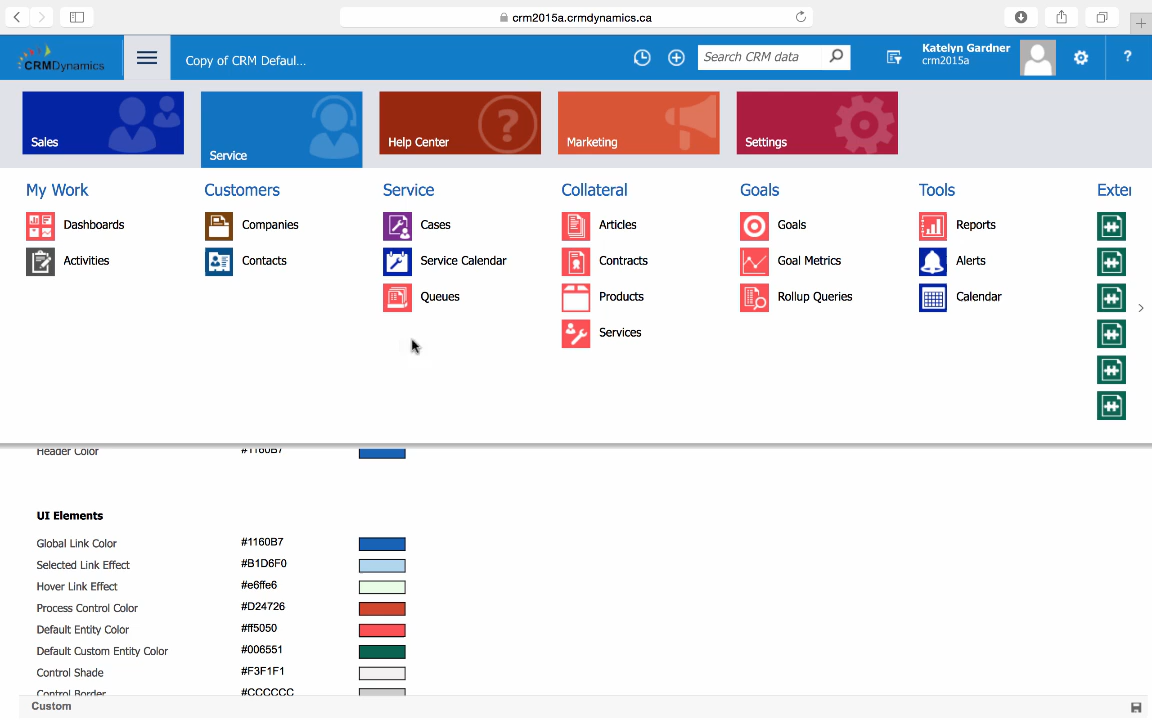 crm2015a.crmdynamics.ca
CRMDynamics
Copy of CRM Defaul...
Search CRM data
Katelyn Gardner
crm2015a
?
Sales
Service
Help Center
Marketing
Settings
My Work
Dashboards
Activities
Customers
Companies
Contacts
Service
Cases
Service Calendar
Queues
Collateral
Articles
Contracts
Products
Services
Goals
Goals
Goal Metrics
Rollup Queries
Tools
Reports
Alerts
Calendar
Exter
Header Color #1160B7
UI Elements
Global Link Color #1160B7
Selected Link Effect #B1D6F0
Hover Link Effect #e6ffe6
Process Control Color #D24726
Default Entity Color #ff5050
Default Custom Entity Color #006551
Control Shade #F3F1F1
Control Border #CCCCCC
Custom